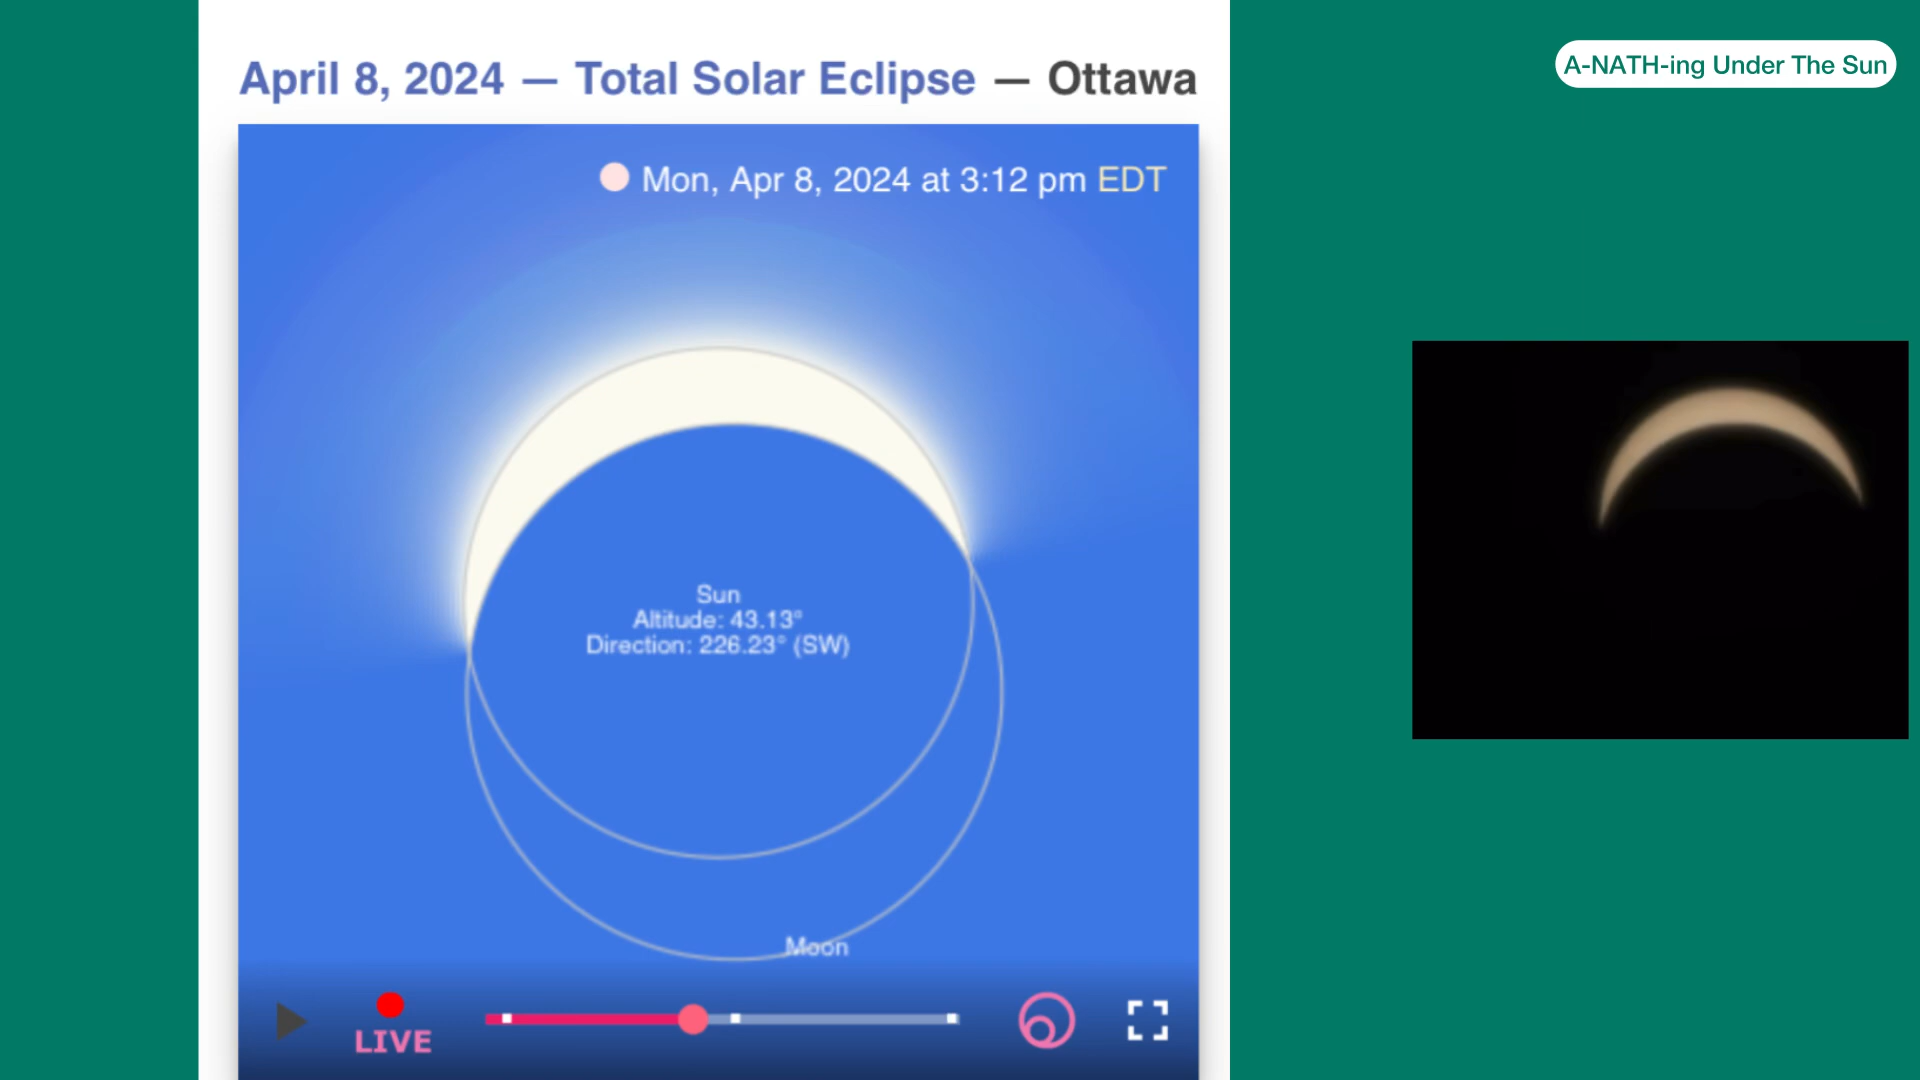 April 8, 2024 — Total Solar Eclipse — Ottawa
A-NATH-ing Under The Sun
Mon, Apr 8, 2024 at 3:12 pm EDT
Sun
Altitude: 43.13°
Direction: 226.23° (SW)
Moon
LIVE